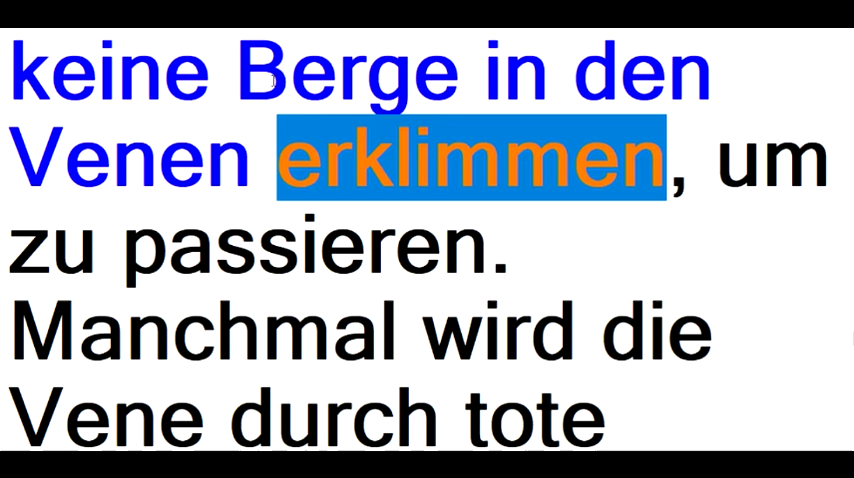 keine Berge in den
Venen erklimmen, um
zu passieren.
Manchmal wird die
Vene durch tote